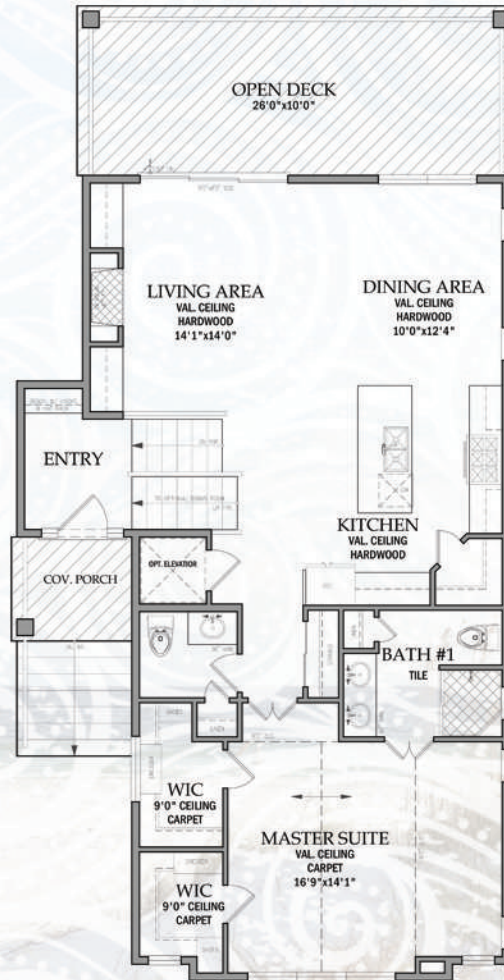 OPEN DECK
26'0"x10'0"
LIVING AREA
VAL. CEILING
HARDWOOD
14'1"x14'0"
DINING AREA
VAL. CEILING
HARDWOOD
10'0"x12'4"
ENTRY
KITCHEN
VAL. CEILING
HARDWOOD
OPT. ELEVATOR
COV. PORCH
BATH #1
TILE
LINEN
WIC
9'0" CEILING
CARPET
MASTER SUITE
VAL. CEILING
CARPET
16'9"x14'1"
WIC
9'0" CEILING
CARPET